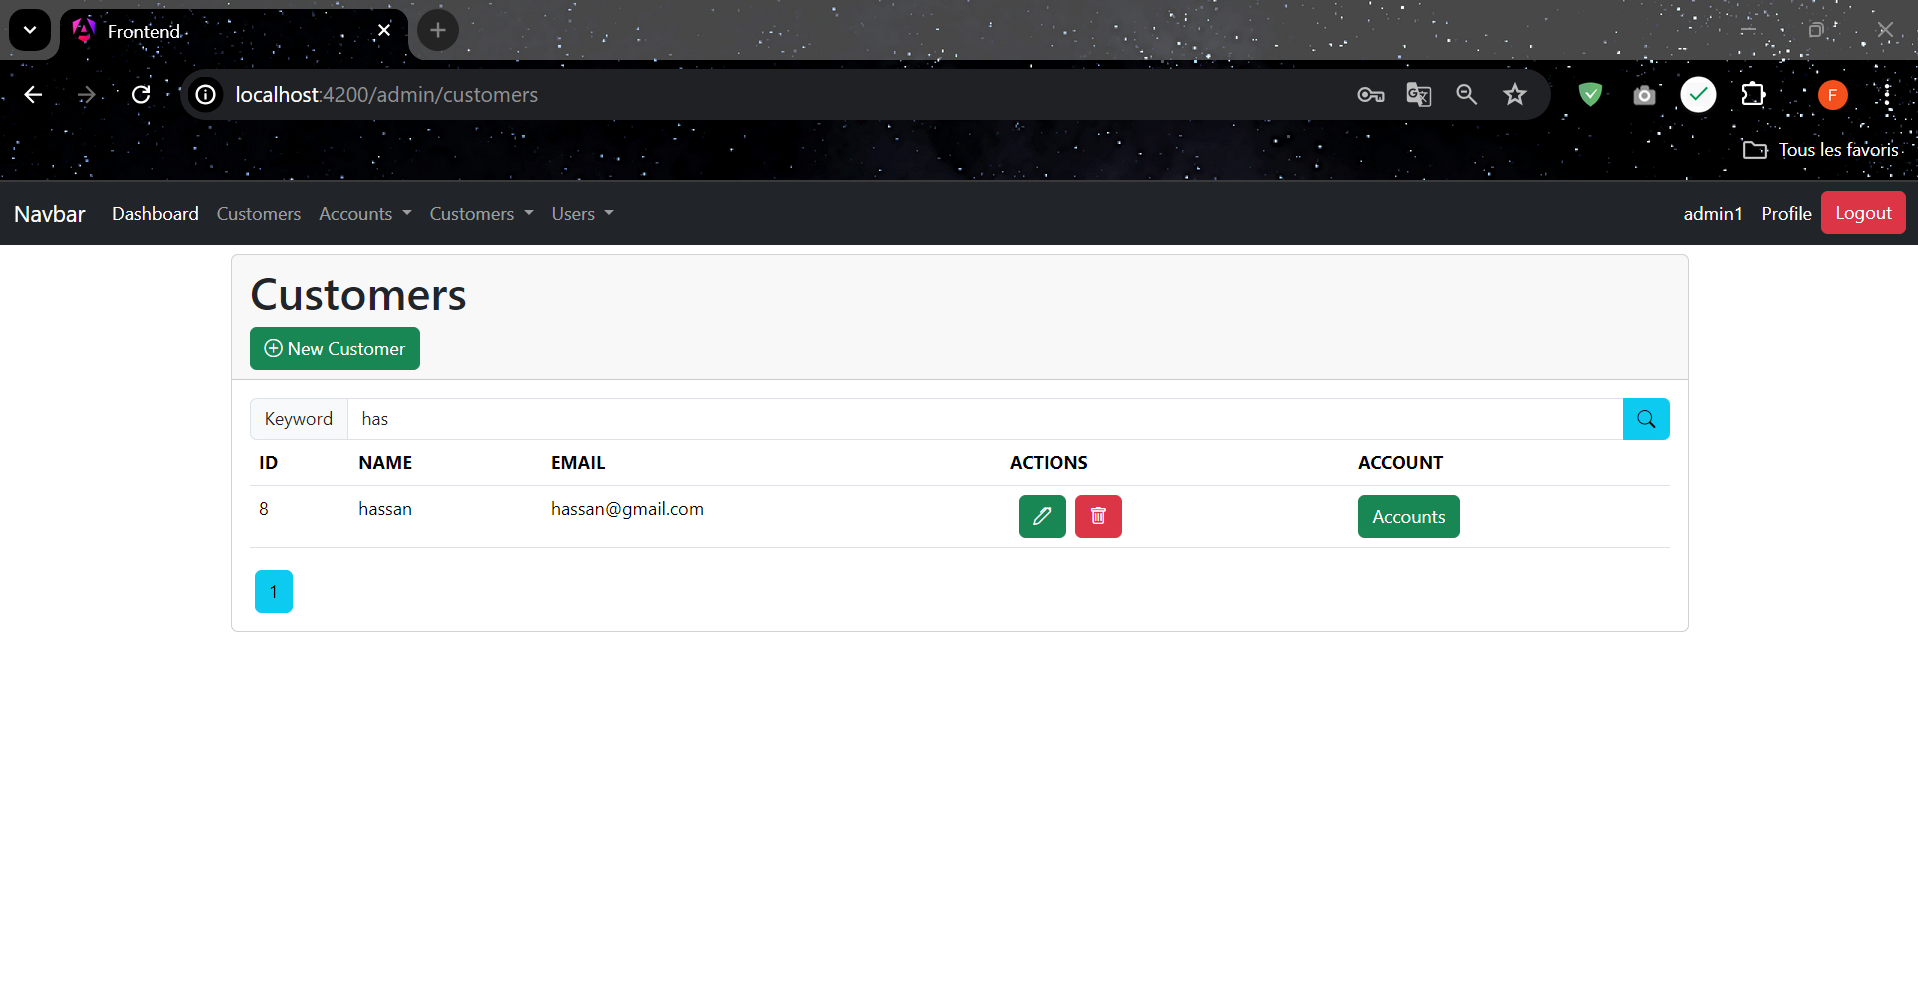 Frontend
localhost:4200/admin/customers
F
Tous les favoris
Navbar Dashboard Customers Accounts Customers Users admin1 Profile Logout
Customers
New Customer
Keyword has
ID NAME EMAIL ACTIONS ACCOUNT
8 hassan hassan@gmail.com Accounts
1